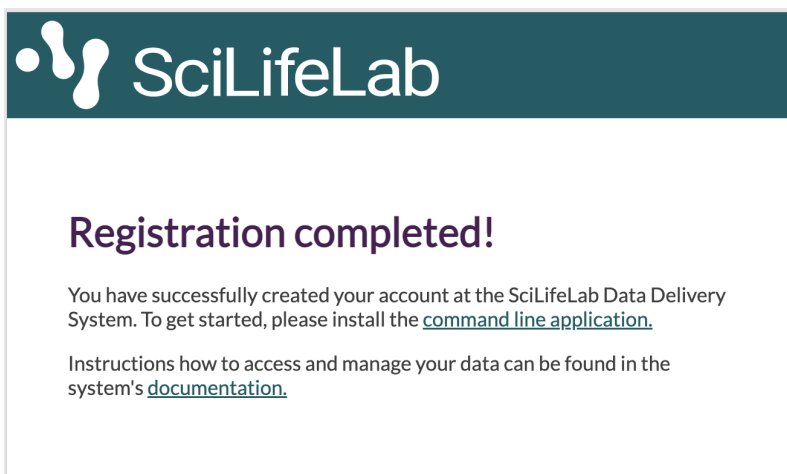 SciLifeLab
Registration completed!
You have successfully created your account at the SciLifeLab Data Delivery
System. To get started, please install the command line application.
Instructions how to access and manage your data can be found in the
system's documentation.